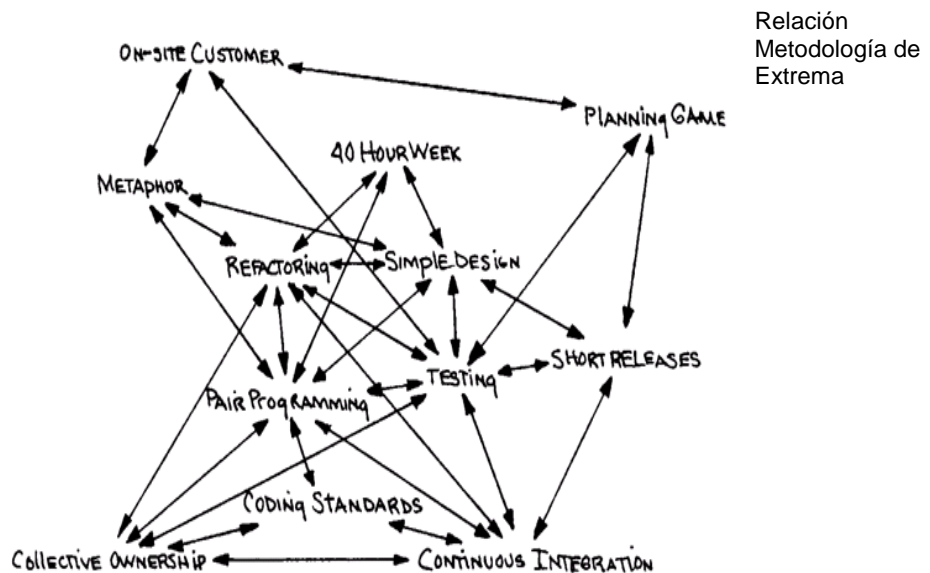 Relación
Metodología de
Extrema
ON-SITE CUSTOMER
PLANNING GAME
40 HOUR WEEK
METAPHOR
REFACTORING
SIMPLE DESIGN
SHORT RELEASES
TESTING
PAIR PROGRAMMING
CODING STANDARDS
COLLECTIVE OWNERSHIP
CONTINUOUS INTEGRATION